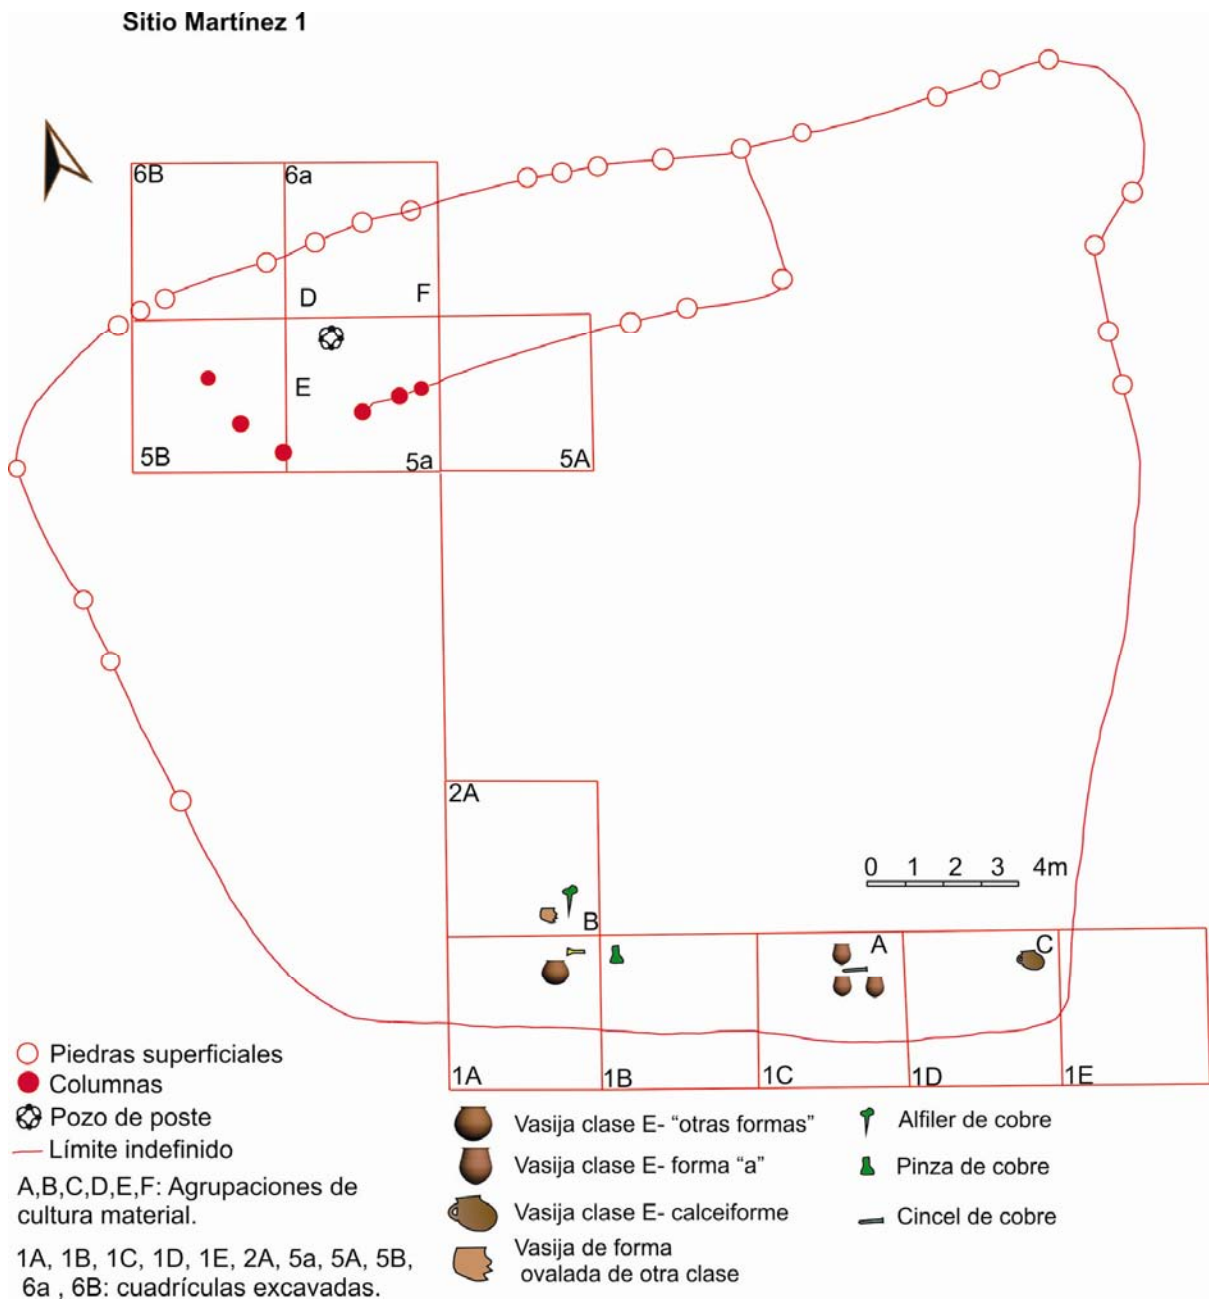 Sitio Martínez 1
6B
6a
D
F
E
5B
5a
5A
2A
0 1 2 3 4m
B
A
C
1A
1B
1C
1D
1E
Piedras superficiales
Columnas
Pozo de poste
Límite indefinido
A,B,C,D,E,F: Agrupaciones de
cultura material.
1A, 1B, 1C, 1D, 1E, 2A, 5a, 5A, 5B,
6a , 6B: cuadrículas excavadas.
Vasija clase E- “otras formas”
Vasija clase E- forma “a”
Vasija clase E- calceiforme
Vasija de forma
ovalada de otra clase
Alfiler de cobre
Pinza de cobre
Cincel de cobre